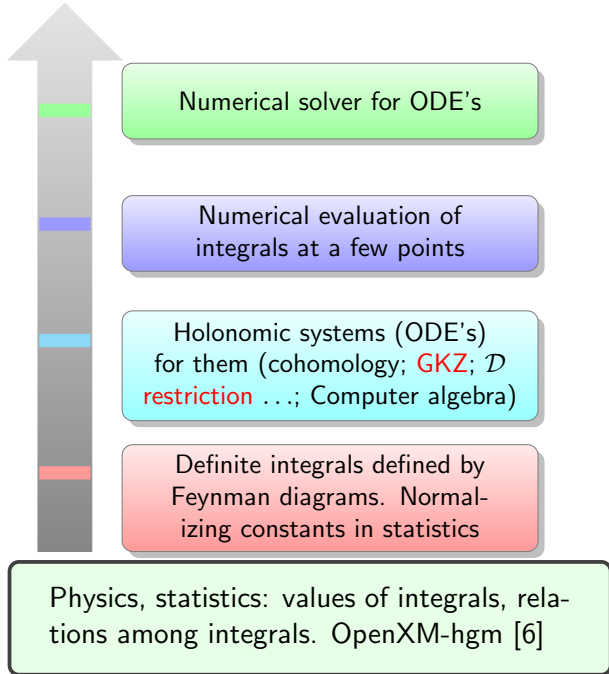 Numerical solver for ODE's
Numerical evaluation of
integrals at a few points
Holonomic systems (ODE's)
for them (cohomology; GKZ; 𝒟
restriction ...; Computer algebra)
Definite integrals defined by
Feynman diagrams. Normal-
izing constants in statistics
Physics, statistics: values of integrals, rela-
tions among integrals. OpenXM-hgm [6]